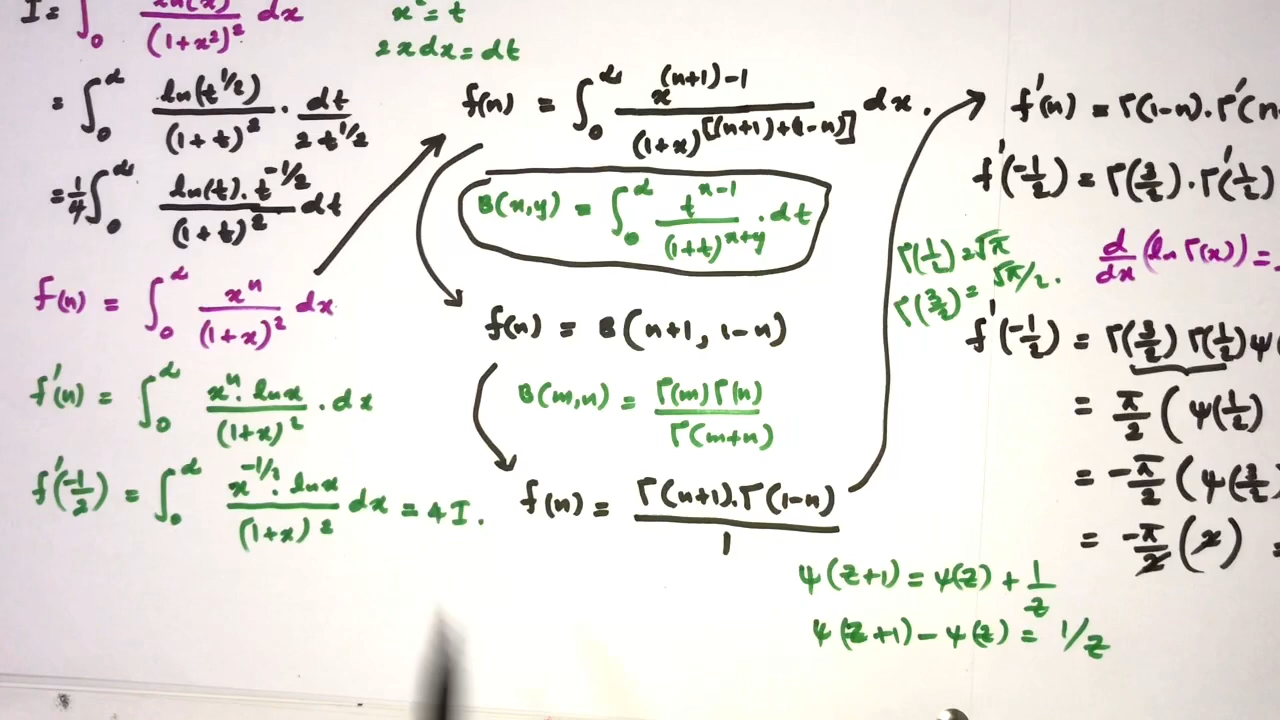 I = ∫₀^∞ ln(x)/(1+x²)² dx
= ∫₀^∞ ln(t^(1/2))/(1+t)² · dt/(2t^(1/2))
= 1/4 ∫₀^∞ ln(t)·t^(-1/2)/(1+t)² dt
f(n) = ∫₀^∞ xⁿ/(1+x)² dx
f'(n) = ∫₀^∞ xⁿ·lnx/(1+x)² · dx
f'(-1/2) = ∫₀^∞ x^(-1/2)·lnx/(1+x)² dx = 4I.
x² = t
2xdx = dt
f(n) = ∫₀^∞ x^((n+1)-1)/(1+x)^[(n+1)+(1-n)] dx.
B(x,y) = ∫₀^∞ t^(x-1)/(1+t)^(x+y) · dt
f(n) = B(n+1, 1-n)
B(m,n) = Γ(m)Γ(n)/Γ(m+n)
f(n) = Γ(n+1)·Γ(1-n)/1
ψ(z+1) = ψ(z) + 1/z
ψ(z+1) - ψ(z) = 1/z
f'(n) = Γ(1-n)·Γ'(n
f'(-1/2) = Γ(3/2)·Γ'(1/2)
Γ(1/2) = √π
Γ(3/2) = √π/2.
d/dx (ln Γ(x)) =
f'(-1/2) = Γ(3/2) Γ(1/2) ψ(
= π/2 (ψ(1/2)
= -π/2 (ψ(3/2)
= -π/2 (2) =